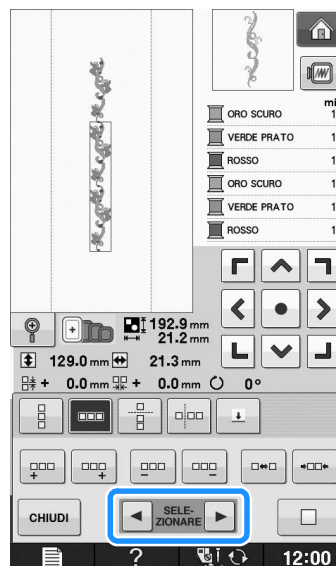 mi
ORO SCURO 1
VERDE PRATO 1
ROSSO 1
ORO SCURO 1
VERDE PRATO 1
ROSSO 1
192.9 mm
21.2 mm
129.0 mm 21.3 mm
+ 0.0 mm + 0.0 mm 0°
CHIUDI
SELE-
ZIONARE
? 12:00